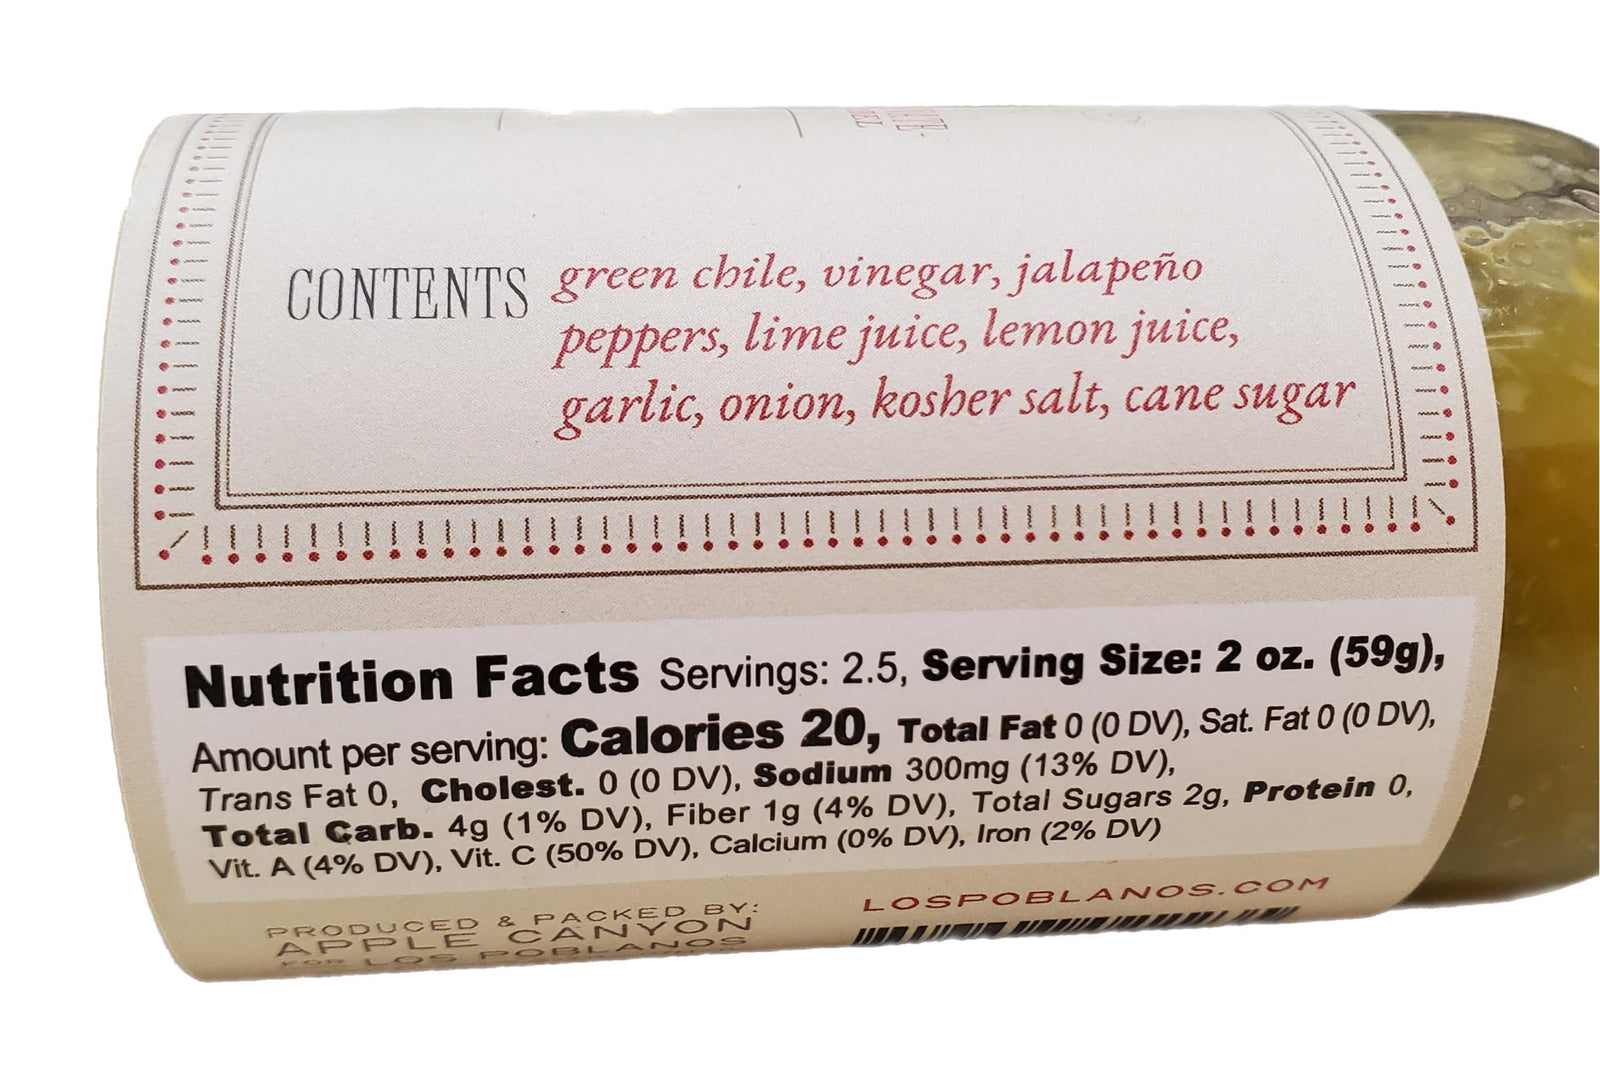 CONTENTS green chile, vinegar, jalapeño
peppers, lime juice, lemon juice,
garlic, onion, kosher salt, cane sugar
Nutrition Facts Servings: 2.5, Serving Size: 2 oz. (59g),
Amount per serving: Calories 20, Total Fat 0 (0 DV), Sat. Fat 0 (0 DV),
Trans Fat 0, Cholest. 0 (0 DV), Sodium 300mg (13% DV),
Total Carb. 4g (1% DV), Fiber 1g (4% DV), Total Sugars 2g, Protein 0,
Vit. A (4% DV), Vit. C (50% DV), Calcium (0% DV), Iron (2% DV)
PRODUCED & PACKED BY:
APPLE CANYON
FOR LOS POBLANOS
LOSPOBLANOS.COM